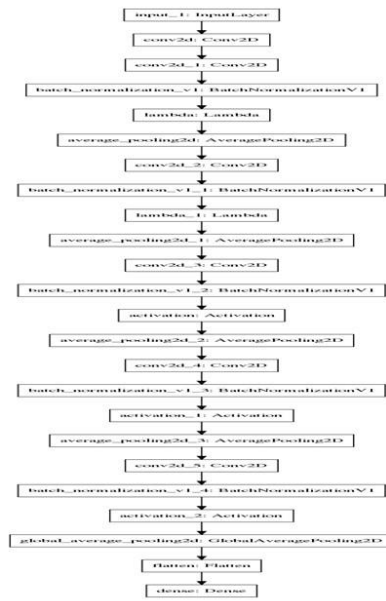 input_1: InputLayer
conv2d: Conv2D
conv2d_1: Conv2D
batch_normalization_v1: BatchNormalizationV1
lambda: Lambda
average_pooling2d: AveragePooling2D
conv2d_2: Conv2D
batch_normalization_v1_1: BatchNormalizationV1
lambda_1: Lambda
average_pooling2d_1: AveragePooling2D
conv2d_3: Conv2D
batch_normalization_v1_2: BatchNormalizationV1
activation: Activation
average_pooling2d_2: AveragePooling2D
conv2d_4: Conv2D
batch_normalization_v1_3: BatchNormalizationV1
activation_1: Activation
average_pooling2d_3: AveragePooling2D
conv2d_5: Conv2D
batch_normalization_v1_4: BatchNormalizationV1
activation_2: Activation
global_average_pooling2d: GlobalAveragePooling2D
flatten: Flatten
dense: Dense